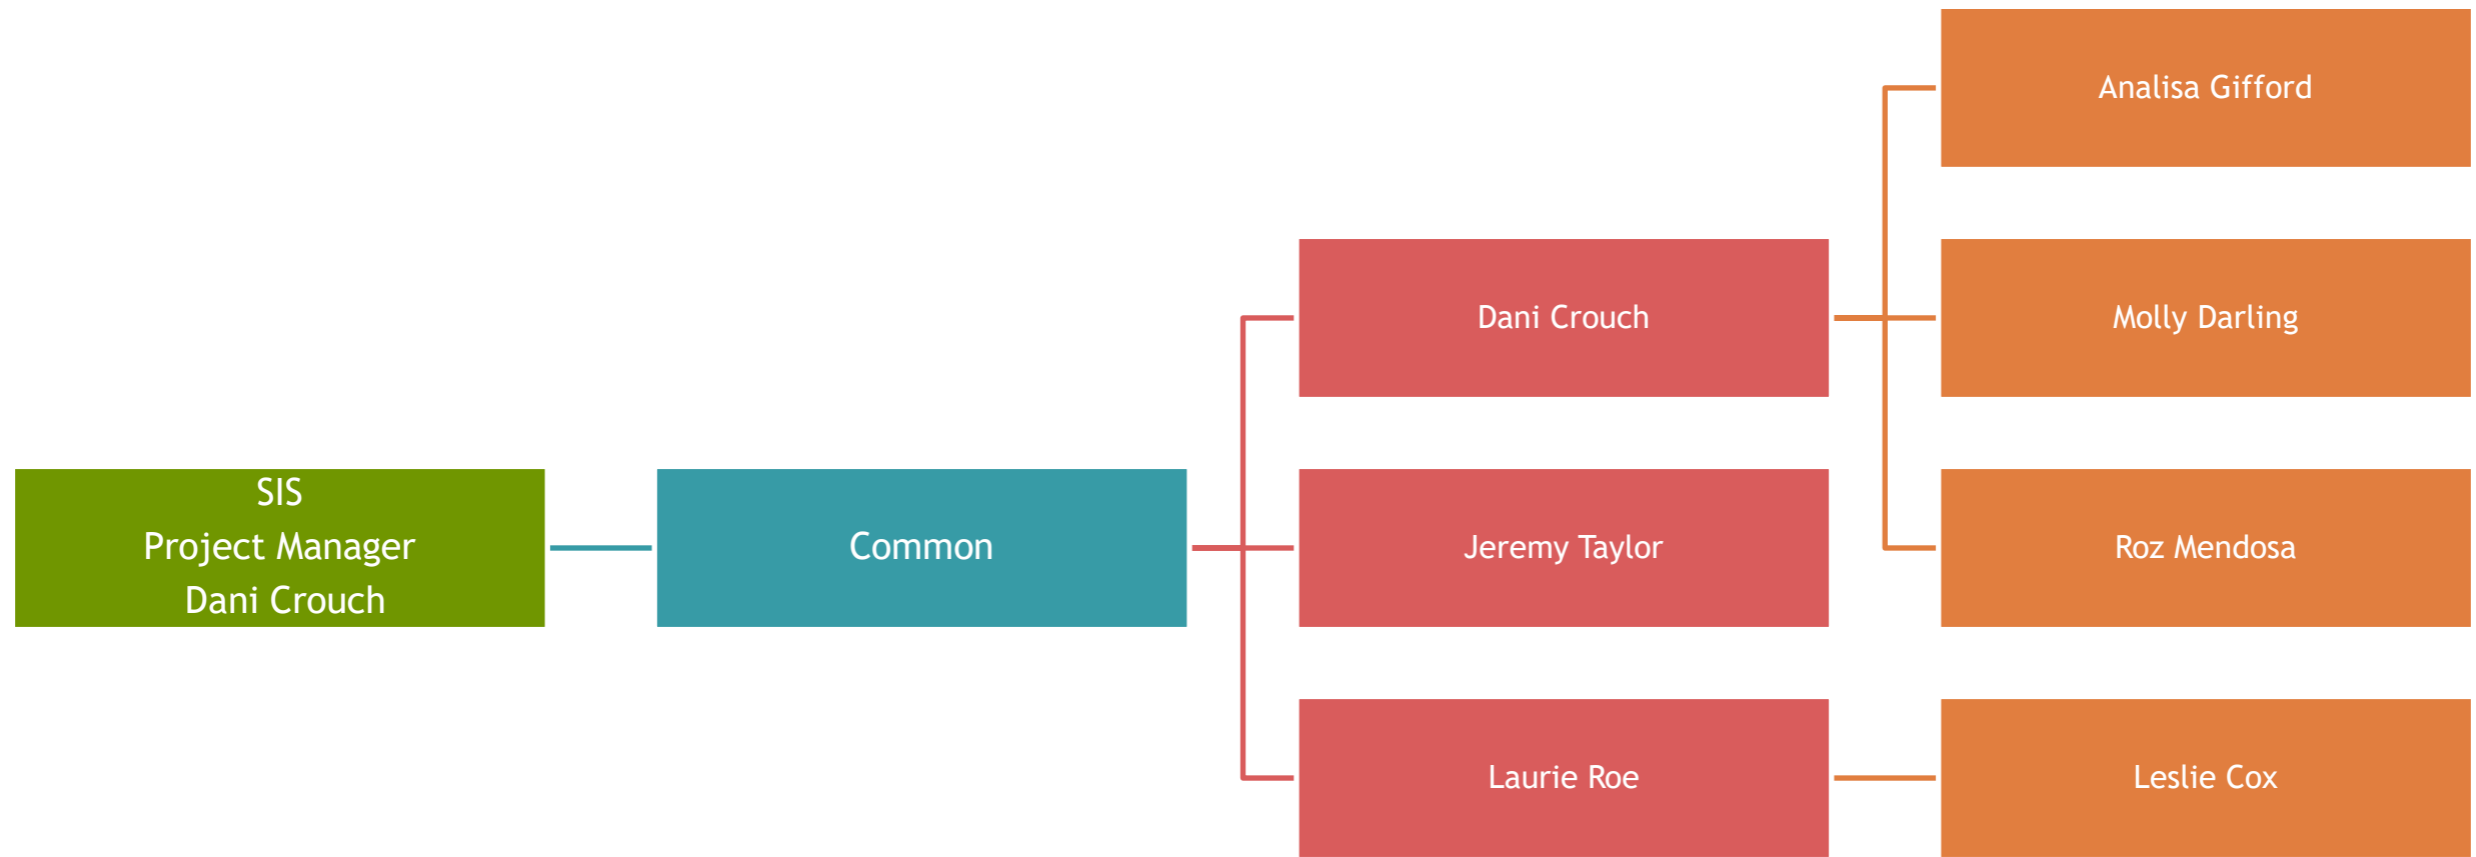 SIS
Project Manager
Dani Crouch
Common
Dani Crouch
Jeremy Taylor
Laurie Roe
Analisa Gifford
Molly Darling
Roz Mendosa
Leslie Cox